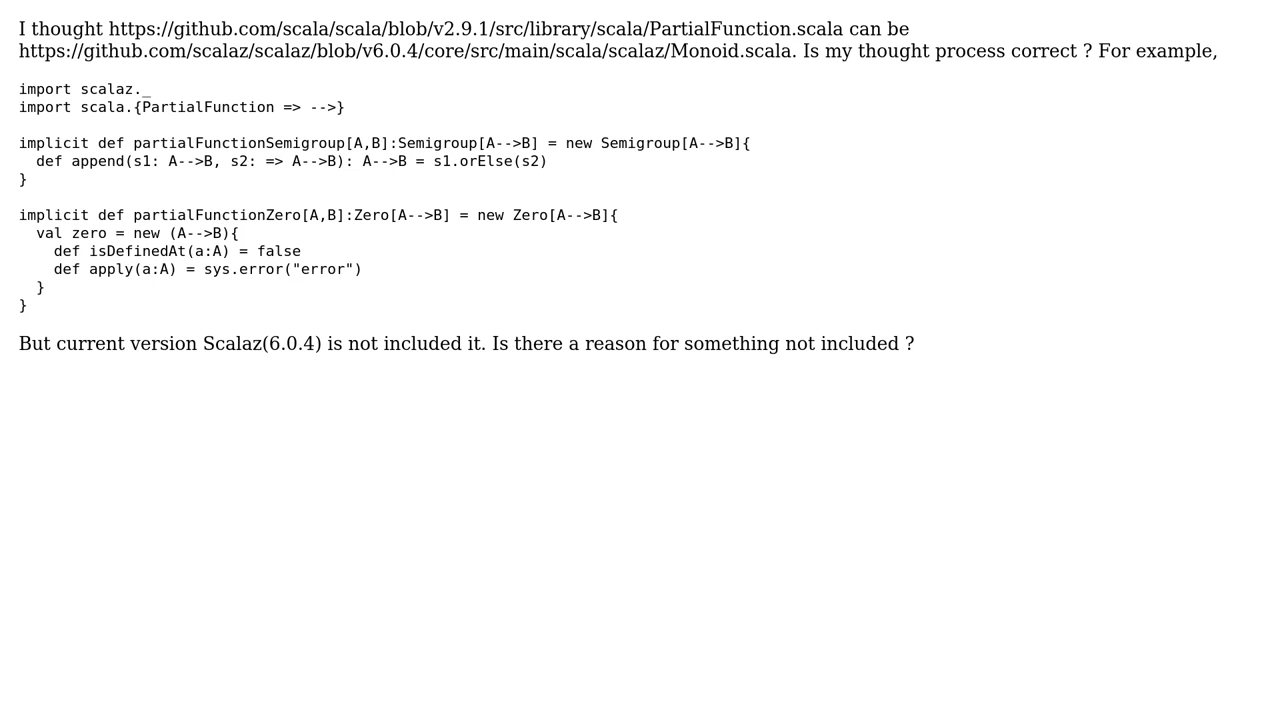 I thought https://github.com/scala/scala/blob/v2.9.1/src/library/scala/PartialFunction.scala can be
https://github.com/scalaz/scalaz/blob/v6.0.4/core/src/main/scala/scalaz/Monoid.scala. Is my thought process correct ? For example,
import scalaz._
import scala.{PartialFunction => -->}
implicit def partialFunctionSemigroup[A,B]:Semigroup[A-->B] = new Semigroup[A-->B]{
  def append(s1: A-->B, s2: => A-->B): A-->B = s1.orElse(s2)
}
implicit def partialFunctionZero[A,B]:Zero[A-->B] = new Zero[A-->B]{
  val zero = new (A-->B){
    def isDefinedAt(a:A) = false
    def apply(a:A) = sys.error("error")
  }
}
But current version Scalaz(6.0.4) is not included it. Is there a reason for something not included ?